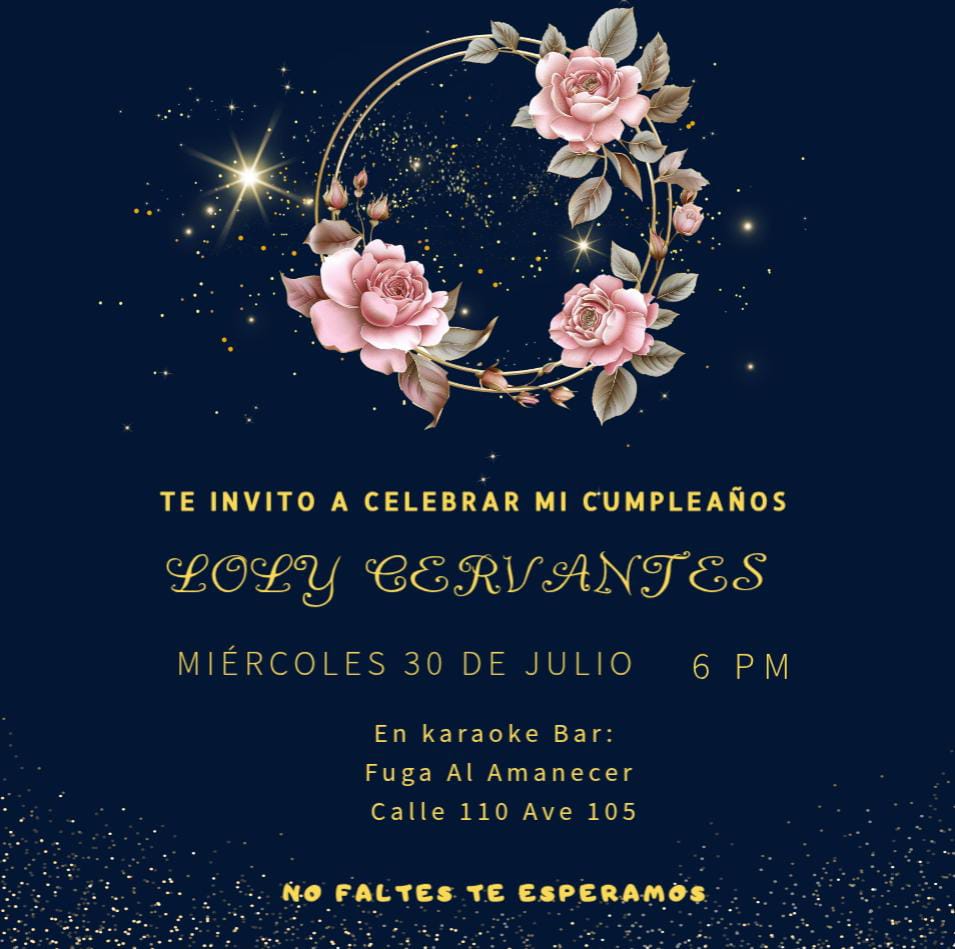 TE INVITO A CELEBRAR MI CUMPLEAÑOS
LOLY CERVANTES
MIÉRCOLES 30 DE JULIO 6 PM
En karaoke Bar:
Fuga Al Amanecer
Calle 110 Ave 105
NO FALTES TE ESPERAMOS